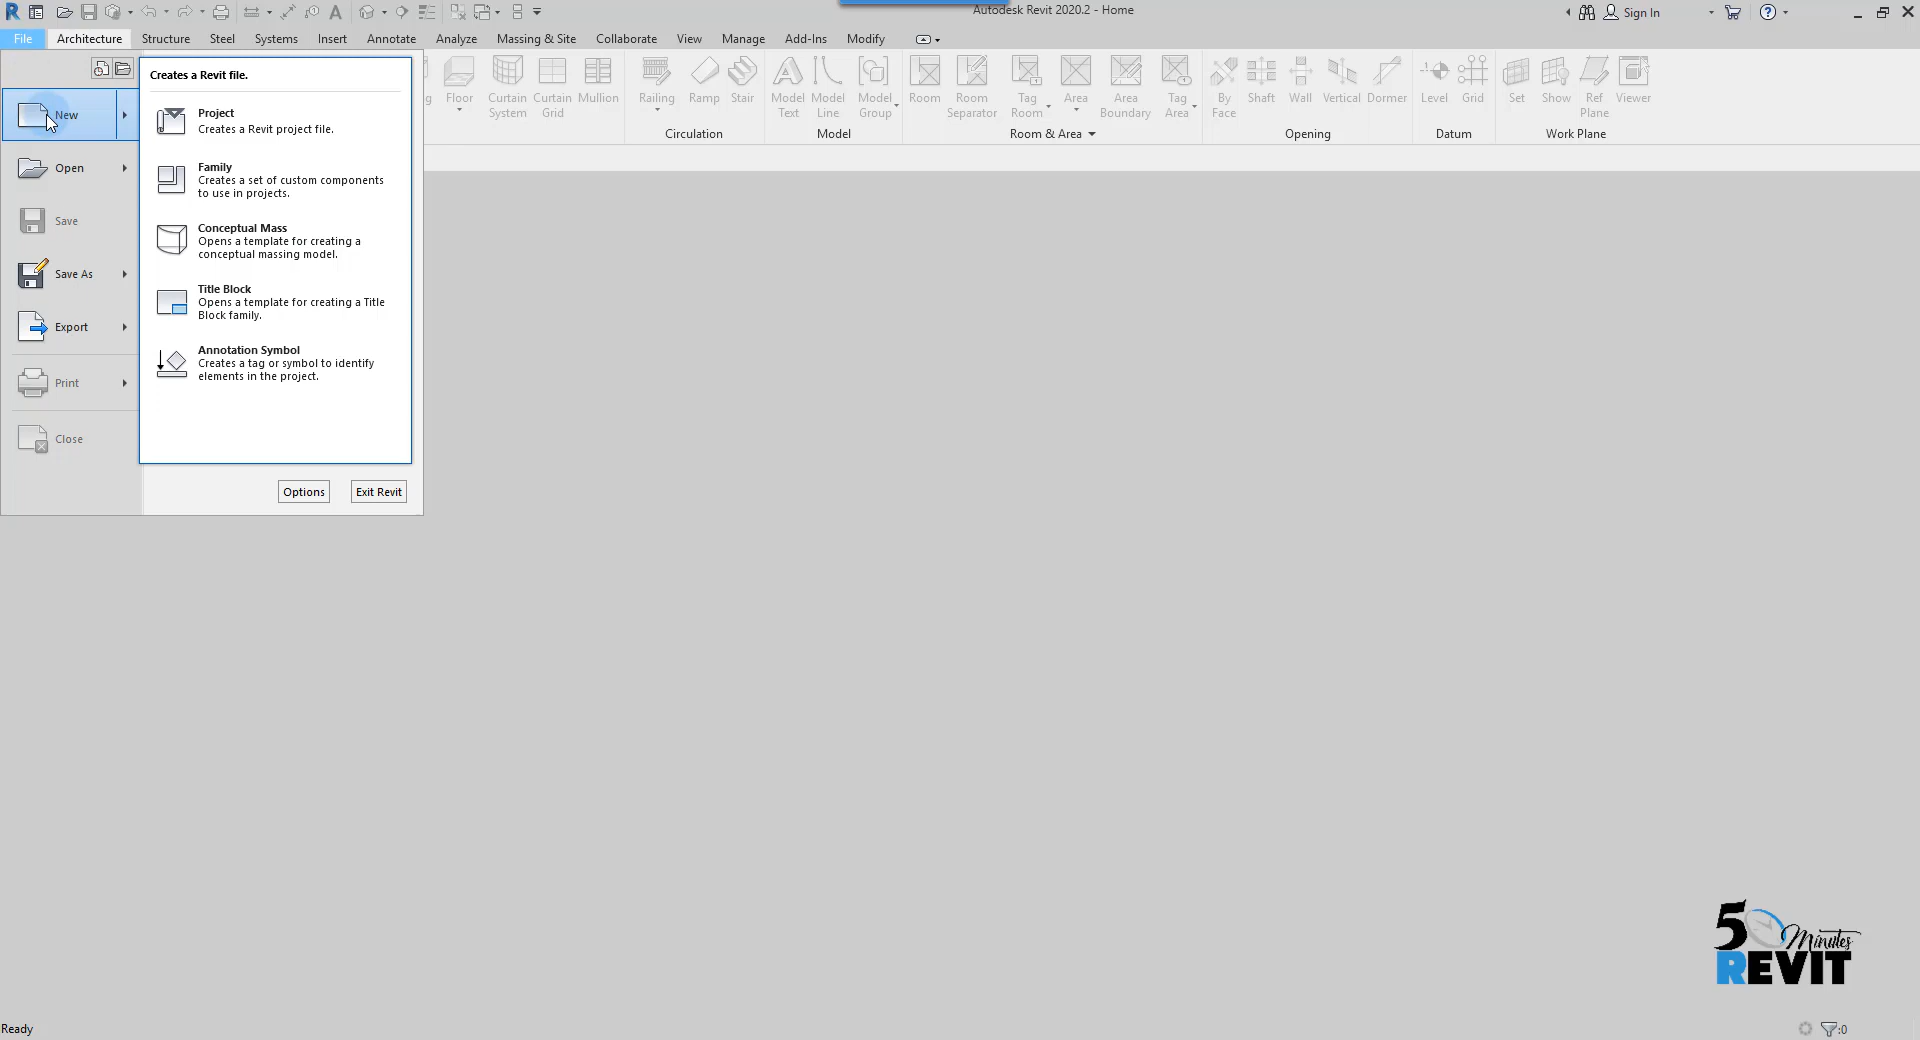 Autodesk Revit 2020.2 - Home
Sign In
File Architecture Structure Steel Systems Insert Annotate Analyze Massing & Site Collaborate View Manage Add-Ins Modify
New
Open
Save
Save As
Export
Print
Close
Creates a Revit file.
Project
Creates a Revit project file.
Family
Creates a set of custom components
to use in projects.
Conceptual Mass
Opens a template for creating a
conceptual massing model.
Title Block
Opens a template for creating a Title
Block family.
Annotation Symbol
Creates a tag or symbol to identify
elements in the project.
Options Exit Revit
Floor
Curtain System
Curtain Grid
Mullion
Railing
Ramp
Stair
Circulation
Model Text
Model Line
Model Group
Model
Room
Room Separator
Tag Room
Area
Area Boundary
Tag Area
Room & Area
By Face
Shaft
Wall
Vertical
Dormer
Opening
Level
Grid
Datum
Set
Show
Ref Plane
Viewer
Work Plane
5 Minutes
REVIT
Ready
:0